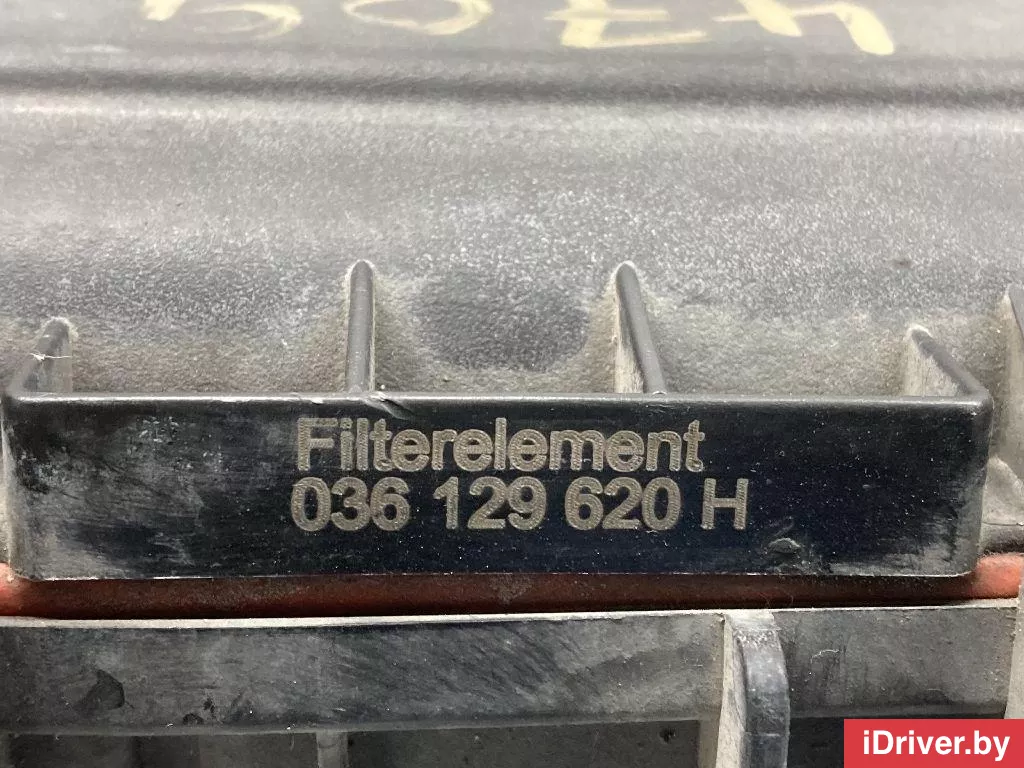 Filterelement
036 129 620 H
iDriver.by